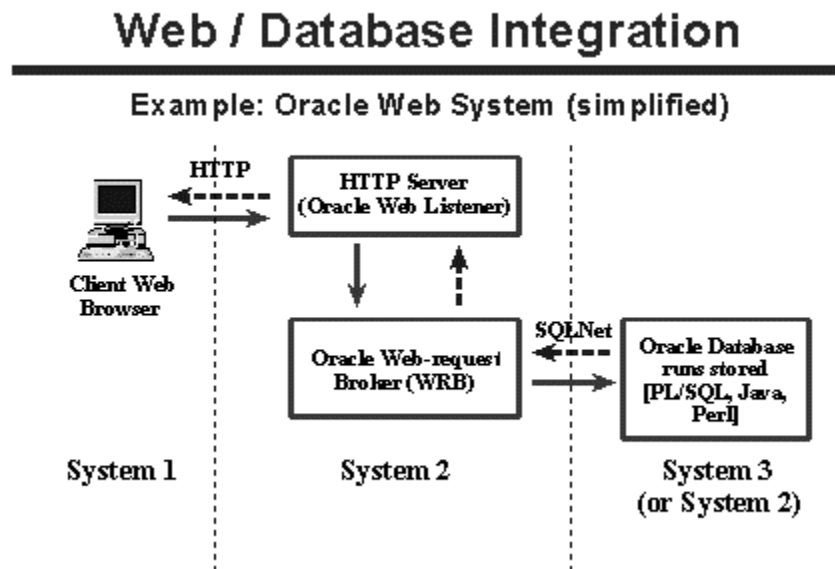 Web / Database Integration
Example: Oracle Web System (simplified)
HTTP
HTTP Server
(Oracle Web Listener)
Client Web
Browser
SQLNet
Oracle Web-request
Broker (WRB)
Oracle Database
runs stored
[PL/SQL, Java,
Perl]
System 1
System 2
System 3
(or System 2)